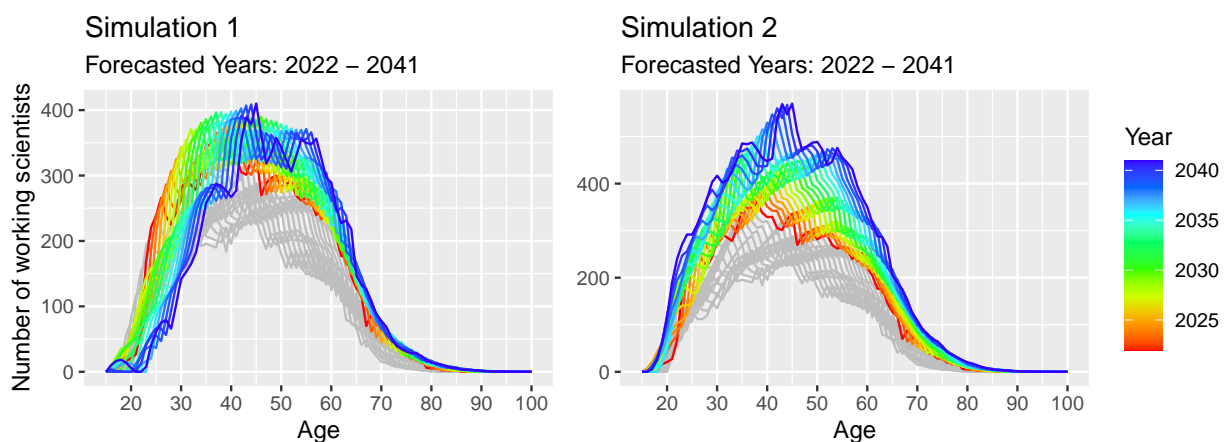 Simulation 1
Forecasted Years: 2022 – 2041
Number of working scientists
400
300
200
100
0
20 30 40 50 60 70 80 90 100
Age
Simulation 2
Forecasted Years: 2022 – 2041
400
200
0
20 30 40 50 60 70 80 90 100
Age
Year
2040
2035
2030
2025